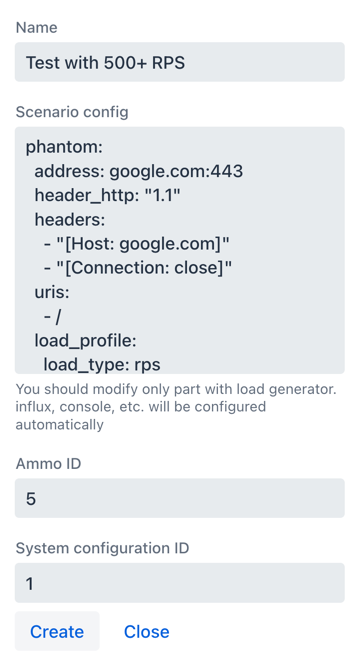 Name
Test with 500+ RPS
Scenario config
phantom:
  address: google.com:443
  header_http: "1.1"
  headers:
    - "[Host: google.com]"
    - "[Connection: close]"
  uris:
    - /
  load_profile:
    load_type: rps
You should modify only part with load generator.
influx, console, etc. will be configured
automatically
Ammo ID
5
System configuration ID
1
Create Close